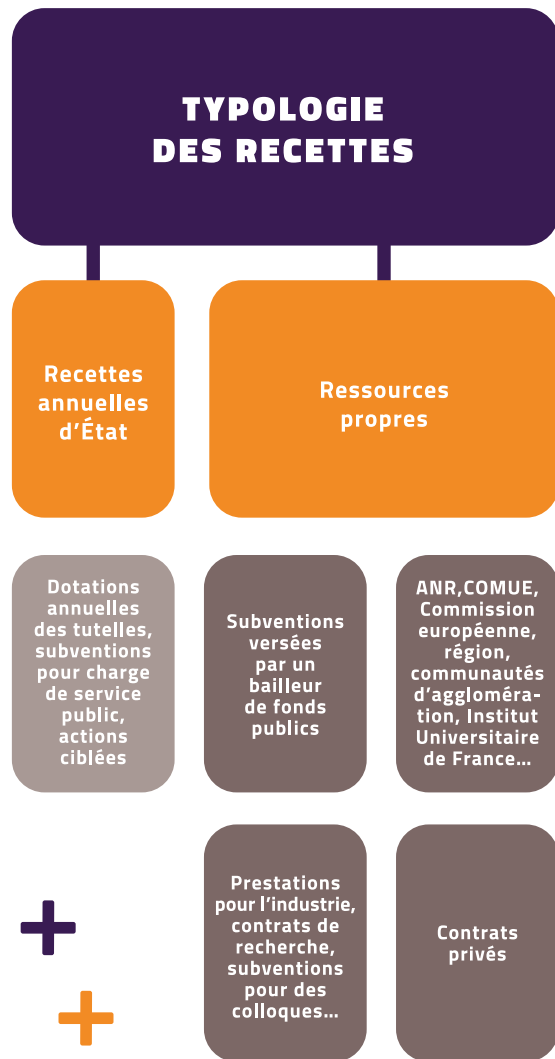 TYPOLOGIE
DES RECETTES
Recettes
annuelles
d'État
Ressources
propres
Dotations
annuelles
des tutelles,
subventions
pour charge
de service
public,
actions
ciblées
Subventions
versées
par un
bailleur
de fonds
publics
ANR,COMUE,
Commission
européenne,
région,
communautés
d'aggloméra-
tion, Institut
Universitaire
de France...
Prestations
pour l'industrie,
contrats de
recherche,
subventions
pour des
colloques...
Contrats
privés